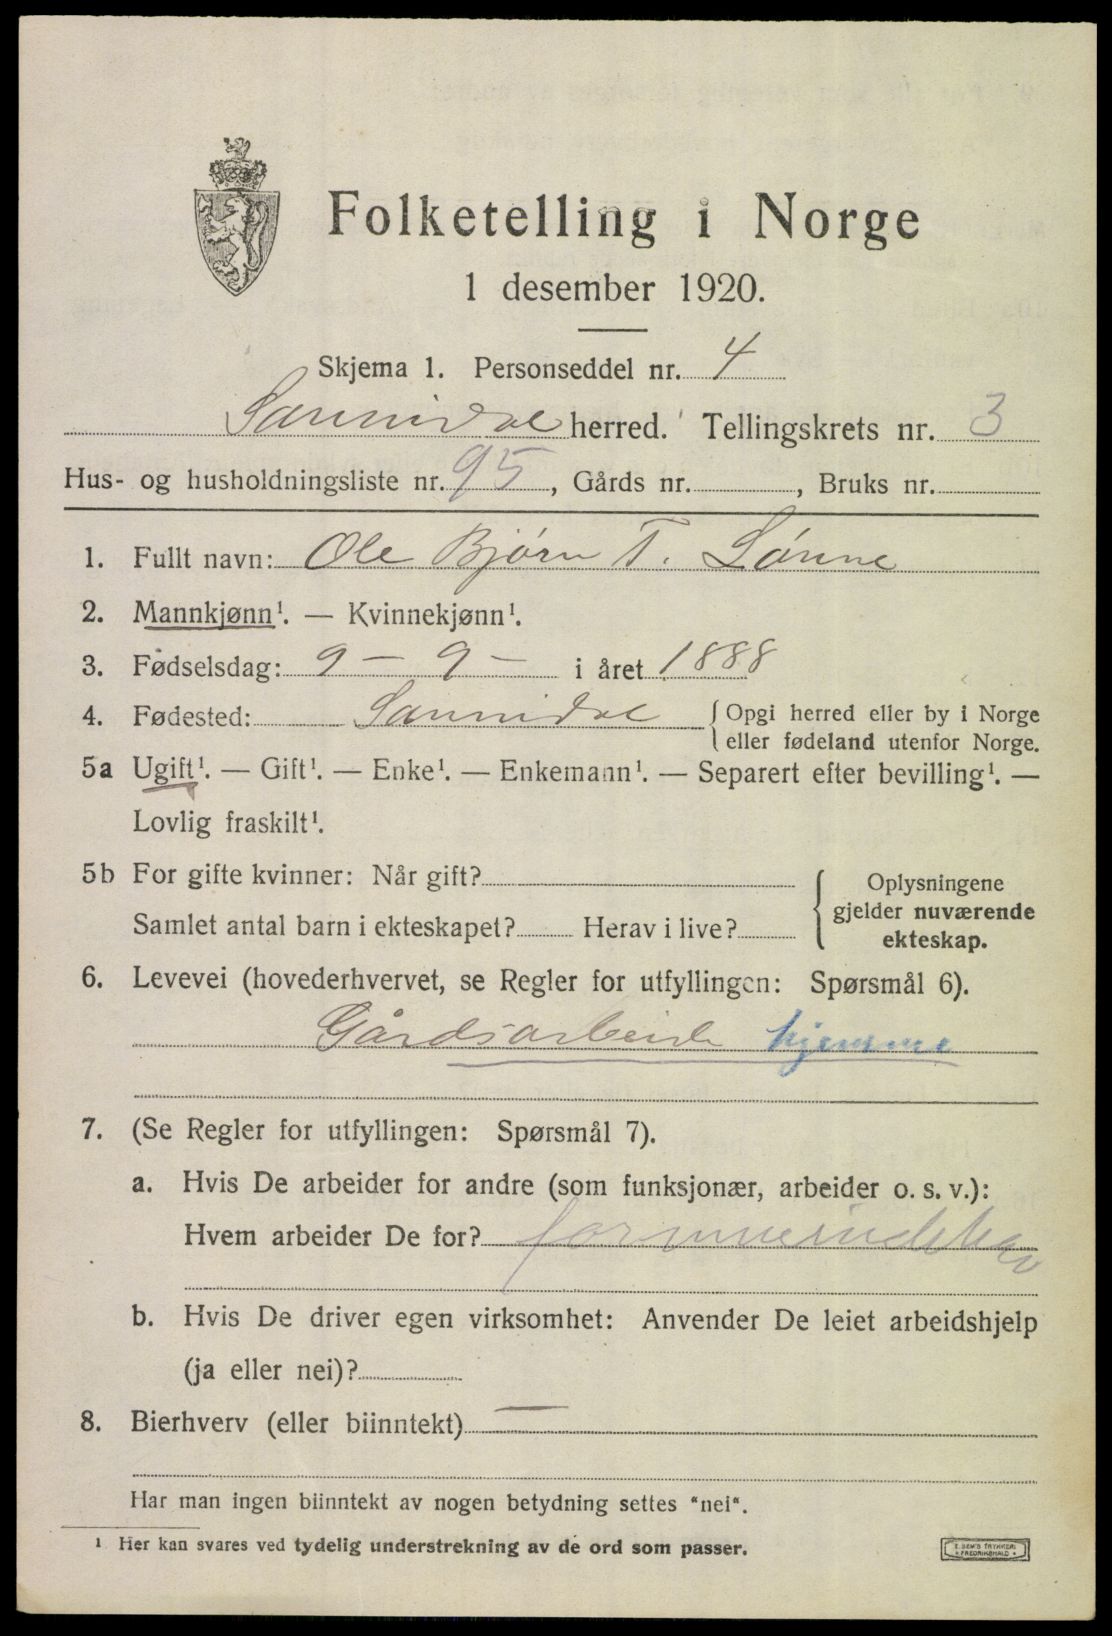 Folketelling i Norge
1 desember 1920.
Skjema 1. Personseddel nr. 4
Sannidal herred. Tellingskrets nr. 3
Hus- og husholdningsliste nr. 95, Gårds nr. , Bruks nr.
1. Fullt navn: Ole Bjørn T. Lønne
2. Mannkjønn¹. — Kvinnekjønn¹.
3. Fødselsdag: 9 – 9 – i året 1888
4. Fødested: Sannidal { Opgi herred eller by i Norge
eller fødeland utenfor Norge.
5a Ugift¹. — Gift¹. — Enke¹. — Enkemann¹. — Separert efter bevilling¹. —
Lovlig fraskilt¹.
5b For gifte kvinner: Når gift? { Oplysningene
gjelder nuværende
Samlet antal barn i ekteskapet? Herav i live?
ekteskap.
6. Levevei (hovederhvervet, se Regler for utfyllingen: Spørsmål 6).
Gårdsarbeide hjemme
7. (Se Regler for utfyllingen: Spørsmål 7).
a. Hvis De arbeider for andre (som funksjonær, arbeider o. s. v.):
Hvem arbeider De for?
b. Hvis De driver egen virksomhet: Anvender De leiet arbeidshjelp
(ja eller nei)?
8. Bierhverv (eller biinntekt) —
Har man ingen biinntekt av nogen betydning settes "nei".
¹ Her kan svares ved tydelig understrekning av de ord som passer.
E. SEM'S TRYKKERI
FREDRIKSHALD